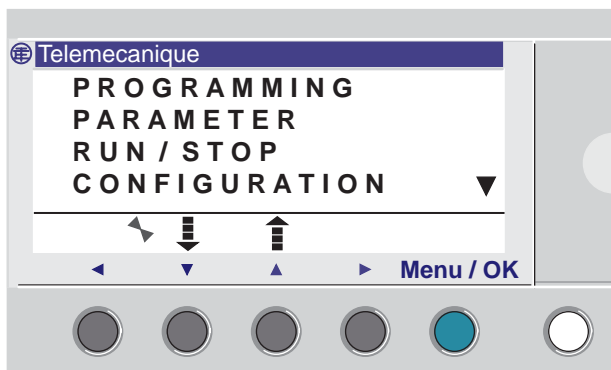 Telemecanique
PROGRAMMING
PARAMETER
RUN / STOP
CONFIGURATION
Menu / OK